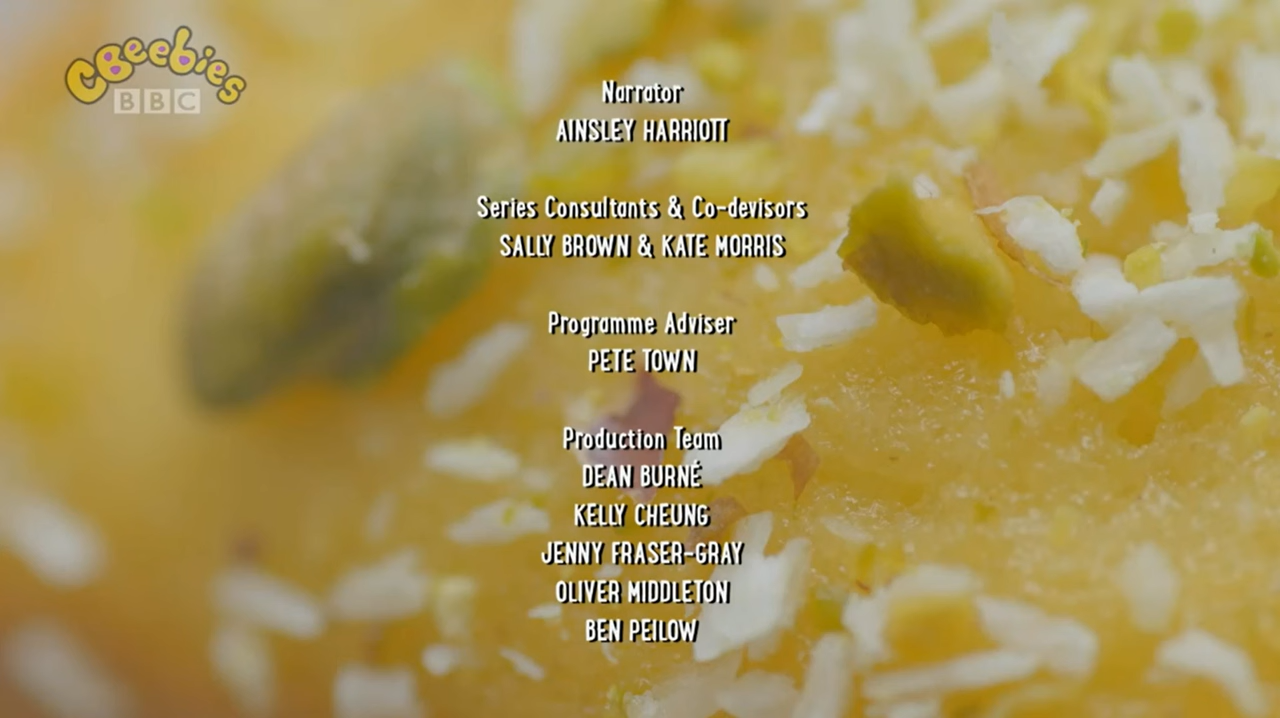 CBeebies
BBC
Narrator
AINSLEY HARRIOTT
Series Consultants & Co-devisors
SALLY BROWN & KATE MORRIS
Programme Adviser
PETE TOWN
Production Team
DEAN BURNÉ
KELLY CHEUNG
JENNY FRASER-GRAY
OLIVER MIDDLETON
BEN PEILOW